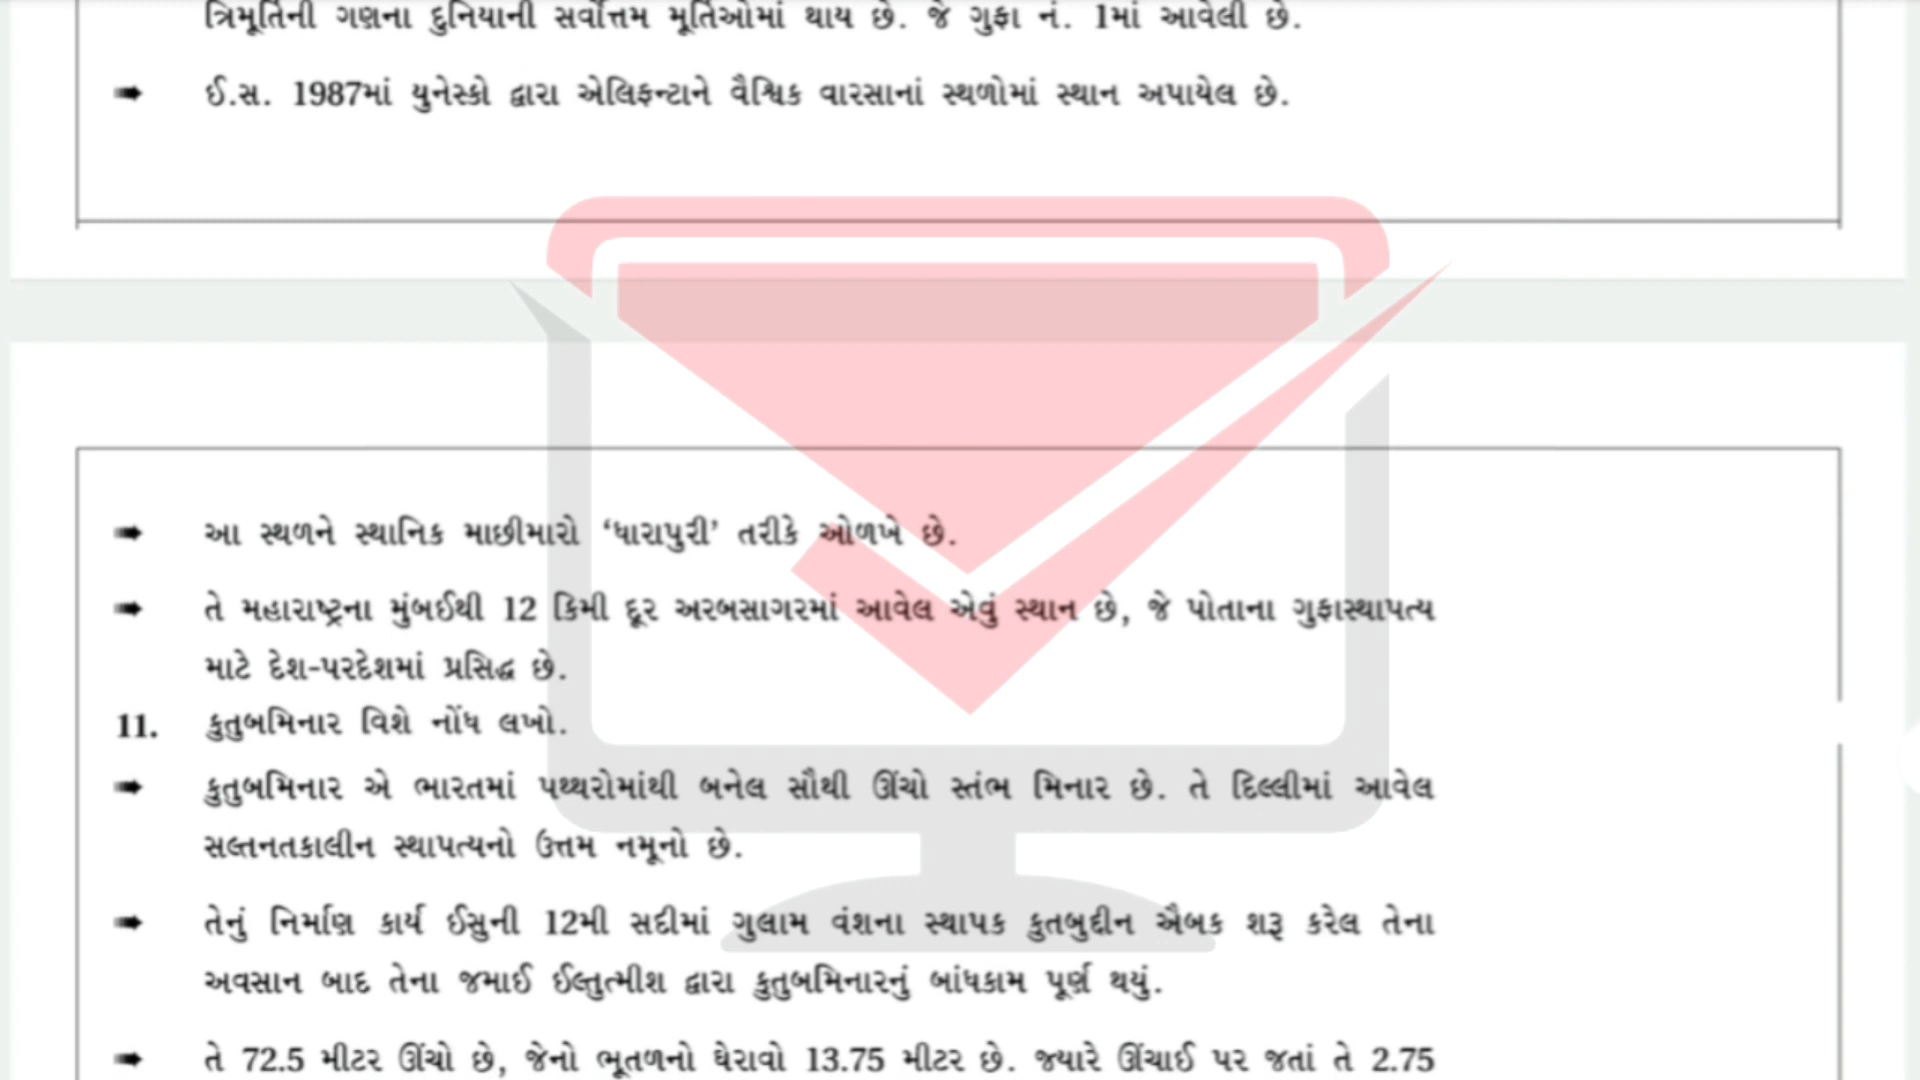 ત્રિમૂર્તિની ગણના દુનિયાની સર્વોત્તમ મૂર્તિઓમાં થાય છે. જે ગુફા નં. 1માં આવેલી છે.
➡ ઈ.સ. 1987માં યુનેસ્કો દ્વારા એલિફન્ટાને વૈશ્વિક વારસાનાં સ્થળોમાં સ્થાન અપાયેલ છે.
➡ આ સ્થળને સ્થાનિક માછીમારો ‘ધારાપુરી’ તરીકે ઓળખે છે.
➡ તે મહારાષ્ટ્રના મુંબઈથી 12 કિમી દૂર અરબસાગરમાં આવેલ એવું સ્થાન છે, જે પોતાના ગુફાસ્થાપત્ય
માટે દેશ-પરદેશમાં પ્રસિદ્ધ છે.
11. કુતુબમિનાર વિશે નોંધ લખો.
➡ કુતુબમિનાર એ ભારતમાં પથ્થરોમાંથી બનેલ સૌથી ઊંચો સ્તંભ મિનાર છે. તે દિલ્લીમાં આવેલ
સલ્તનતકાલીન સ્થાપત્યનો ઉત્તમ નમૂનો છે.
➡ તેનું નિર્માણ કાર્ય ઈસુની 12મી સદીમાં ગુલામ વંશના સ્થાપક કુતબુદ્દીન ઐબક શરૂ કરેલ તેના
અવસાન બાદ તેના જમાઈ ઈલ્તુત્મીશ દ્વારા કુતુબમિનારનું બાંધકામ પૂર્ણ થયું.
➡ તે 72.5 મીટર ઊંચો છે, જેનો ભૂતળનો ઘેરાવો 13.75 મીટર છે. જ્યારે ઊંચાઈ પર જતાં તે 2.75